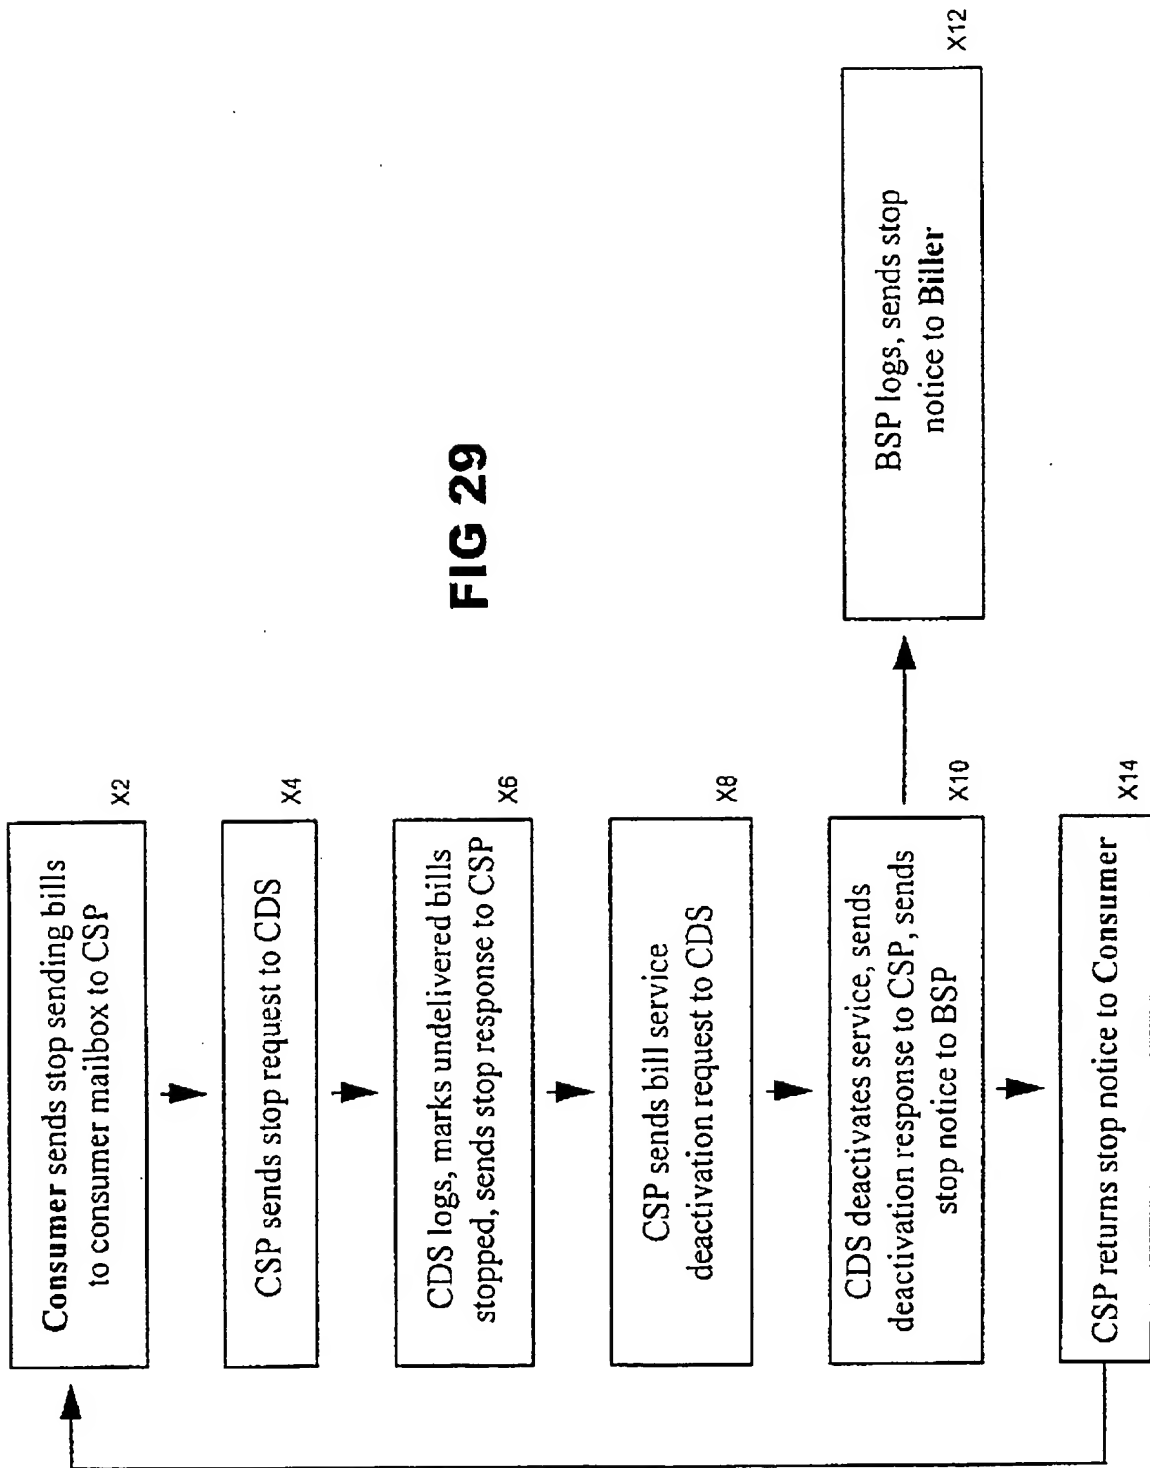 Consumer sends stop sending bills
to consumer mailbox to CSP
X2
CSP sends stop request to CDS
X4
CDS logs, marks undelivered bills
stopped, sends stop response to CSP
X6
CSP sends bill service
deactivation request to CDS
X8
CDS deactivates service, sends
deactivation response to CSP, sends
stop notice to BSP
X10
BSP logs, sends stop
notice to Biller
X12
CSP returns stop notice to Consumer
X14
FIG 29